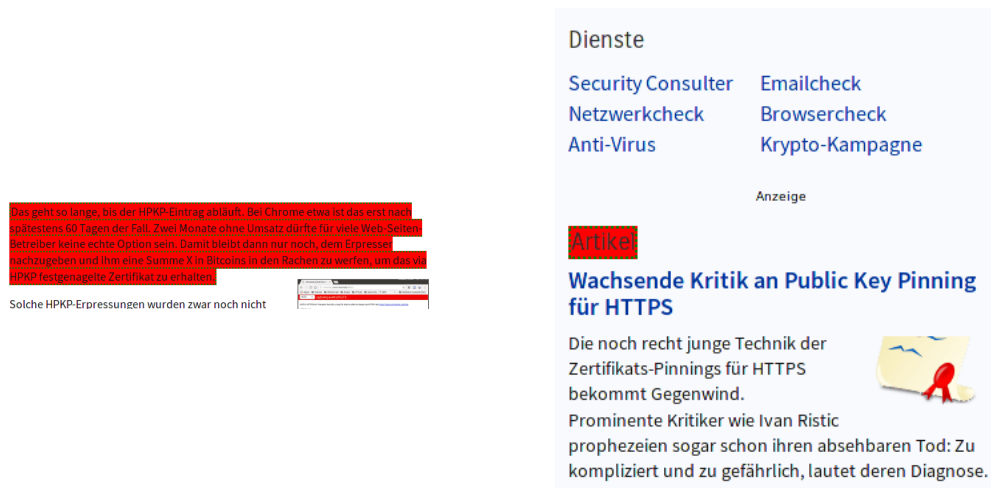 Das geht so lange, bis der HPKP-Eintrag abläuft. Bei Chrome etwa ist das erst nach
spätestens 60 Tagen der Fall. Zwei Monate ohne Umsatz dürfte für viele Web-Seiten-
Betreiber keine echte Option sein. Damit bleibt dann nur noch, dem Erpresser
nachzugeben und ihm eine Summe X in Bitcoins in den Rachen zu werfen, um das via
HPKP festgenagelte Zertifikat zu erhalten.
Solche HPKP-Erpressungen wurden zwar noch nicht
Dienste
Security Consulter Emailcheck
Netzwerkcheck Browsercheck
Anti-Virus Krypto-Kampagne
Anzeige
Artikel
Wachsende Kritik an Public Key Pinning
für HTTPS
Die noch recht junge Technik der
Zertifikats-Pinnings für HTTPS
bekommt Gegenwind.
Prominente Kritiker wie Ivan Ristic
prophezeien sogar schon ihren absehbaren Tod: Zu
kompliziert und zu gefährlich, lautet deren Diagnose.